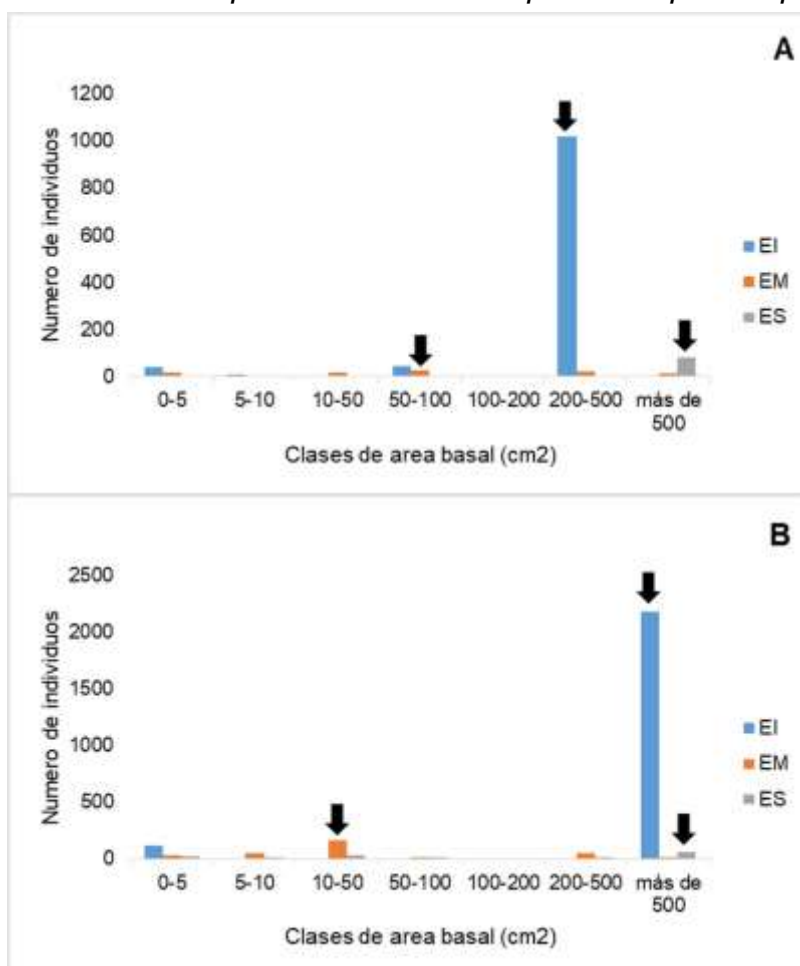 A
Numero de individuos
1200
1000
800
600
400
200
0
0-5 5-10 10-50 50-100 100-200 200-500 más de
500
Clases de area basal (cm2)
EI
EM
ES
B
Numero de individuos
2500
2000
1500
1000
500
0
0-5 5-10 10-50 50-100 100-200 200-500 más de
500
Clases de area basal (cm2)
EI
EM
ES